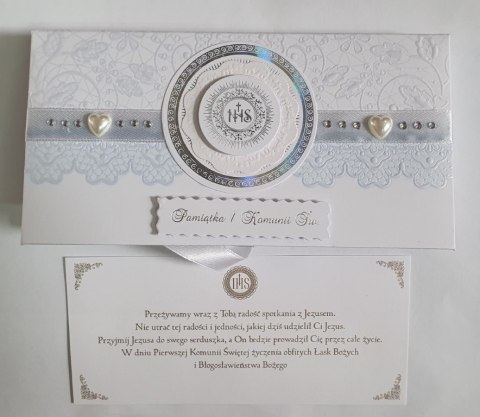 IHS
Pamiątka I Komunii Św.
IHS
Przeżywamy wraz z Tobą radość spotkania z Jezusem.
Nie utrać tej radości i jedności, jakiej dziś udzielił Ci Jezus.
Przyjmij Jezusa do swego serduszka, a On będzie prowadził Cię przez całe życie.
W dniu Pierwszej Komunii Świętej życzenia obfitych Łask Bożych
i Błogosławieństwa Bożego